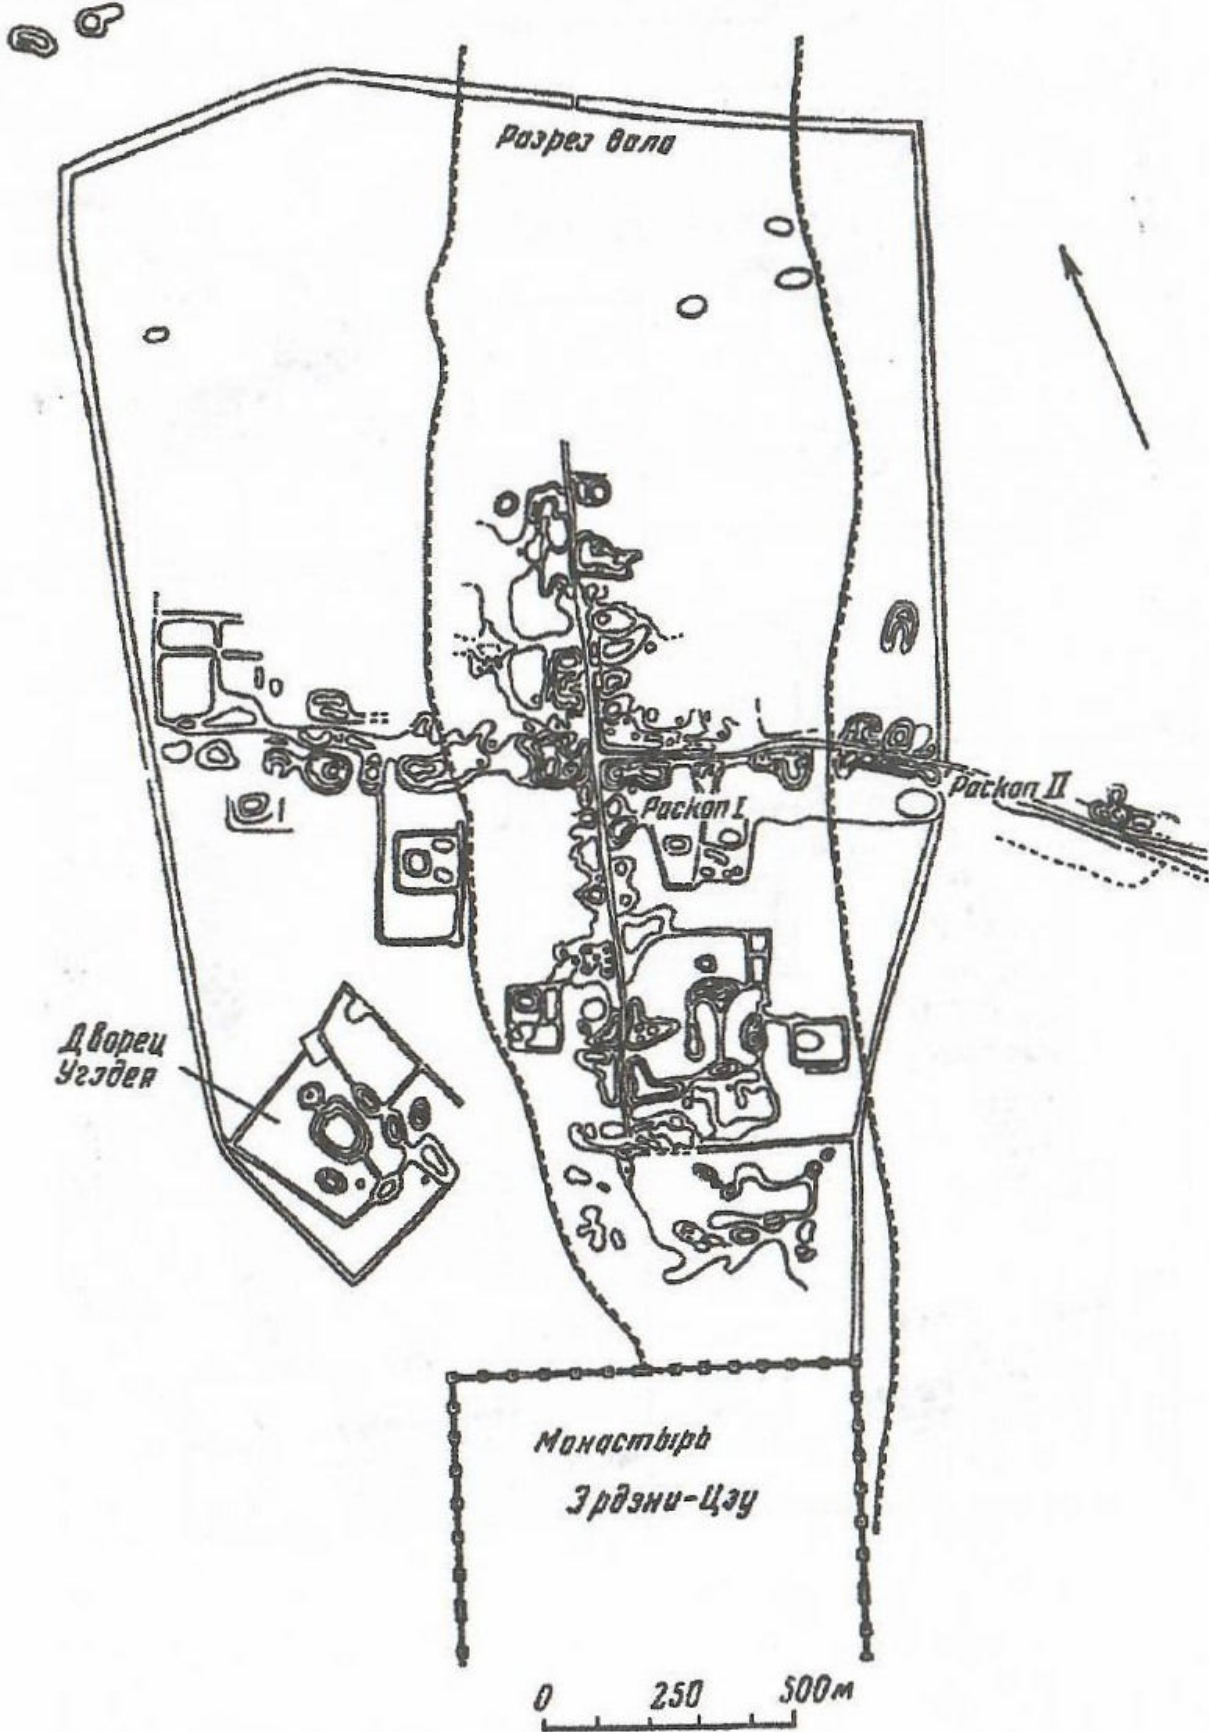 Разрез вала
Раскоп II
Раскоп I
Дворец
Угэдея
Монастырь
Эрдэни-Цзу
0 250 500м